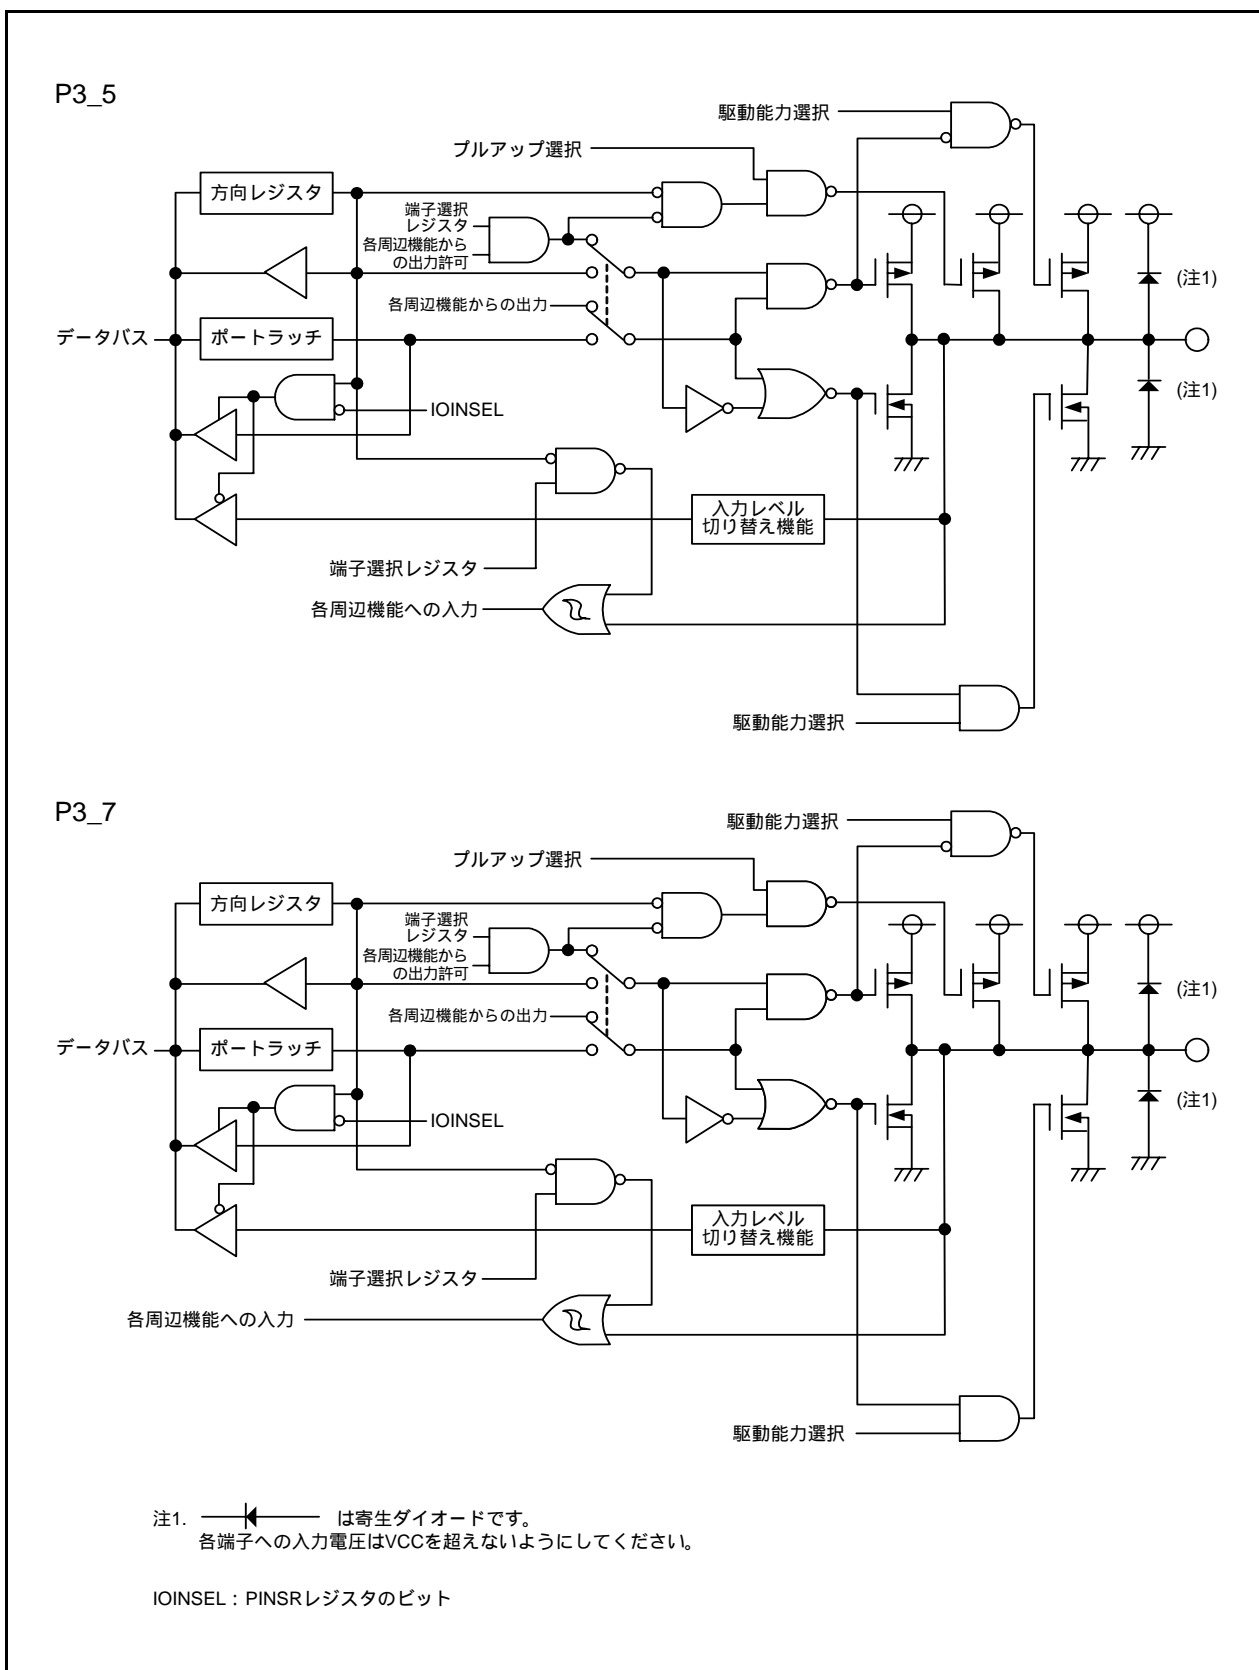 P3_5
駆動能力選択
プルアップ選択
方向レジスタ
端子選択
レジスタ
各周辺機能から
の出力許可
(注1)
各周辺機能からの出力
データバス
ポートラッチ
(注1)
IOINSEL
入力レベル
切り替え機能
端子選択レジスタ
各周辺機能への入力
駆動能力選択
P3_7
駆動能力選択
プルアップ選択
方向レジスタ
端子選択
レジスタ
各周辺機能から
の出力許可
(注1)
各周辺機能からの出力
データバス
ポートラッチ
(注1)
IOINSEL
入力レベル
切り替え機能
端子選択レジスタ
各周辺機能への入力
駆動能力選択
注1. は寄生ダイオードです。
各端子への入力電圧はVCCを超えないようにしてください。
IOINSEL：PINSRレジスタのビット